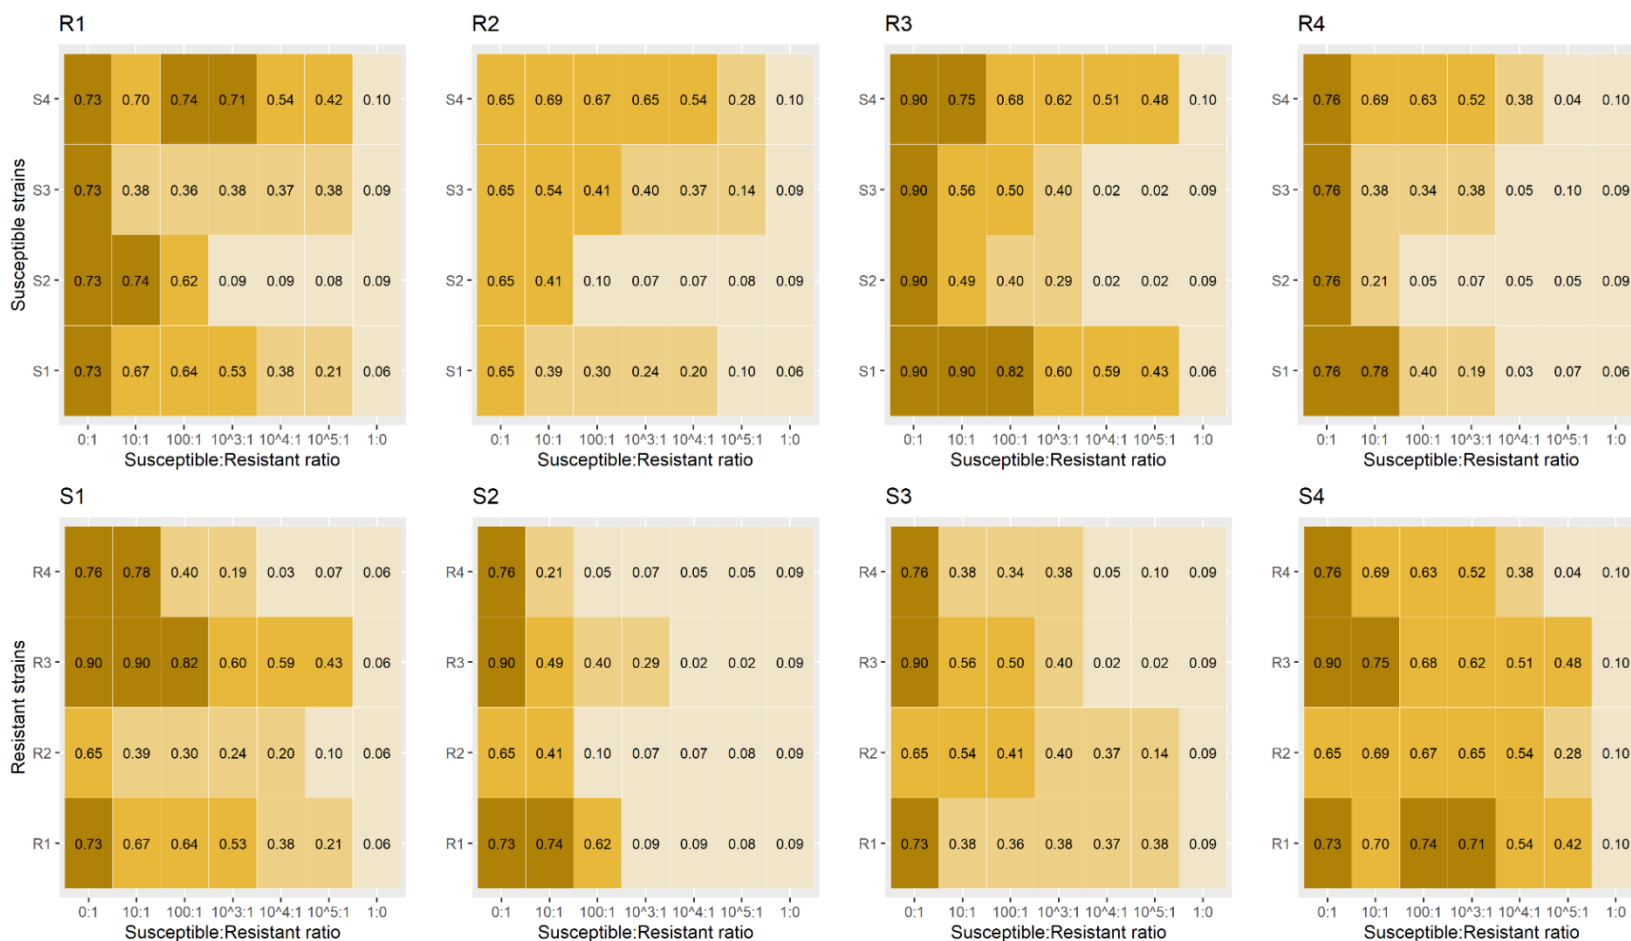 R1 R2 R3 R4
Susceptible strains
S4 0.73 0.70 0.74 0.71 0.54 0.42 0.10 S4 0.65 0.69 0.67 0.65 0.54 0.28 0.10 S4 0.90 0.75 0.68 0.62 0.51 0.48 0.10 S4 0.76 0.69 0.63 0.52 0.38 0.04 0.10
S3 0.73 0.38 0.36 0.38 0.37 0.38 0.09 S3 0.65 0.54 0.41 0.40 0.37 0.14 0.09 S3 0.90 0.56 0.50 0.40 0.02 0.02 0.09 S3 0.76 0.38 0.34 0.38 0.05 0.10 0.09
S2 0.73 0.74 0.62 0.09 0.09 0.08 0.09 S2 0.65 0.41 0.10 0.07 0.07 0.08 0.09 S2 0.90 0.49 0.40 0.29 0.02 0.02 0.09 S2 0.76 0.21 0.05 0.07 0.05 0.05 0.09
S1 0.73 0.67 0.64 0.53 0.38 0.21 0.06 S1 0.65 0.39 0.30 0.24 0.20 0.10 0.06 S1 0.90 0.90 0.82 0.60 0.59 0.43 0.06 S1 0.76 0.78 0.40 0.19 0.03 0.07 0.06
0:1 10:1 100:1 10^3:1 10^4:1 10^5:1 1:0 0:1 10:1 100:1 10^3:1 10^4:1 10^5:1 1:0 0:1 10:1 100:1 10^3:1 10^4:1 10^5:1 1:0 0:1 10:1 100:1 10^3:1 10^4:1 10^5:1 1:0
Susceptible:Resistant ratio Susceptible:Resistant ratio Susceptible:Resistant ratio Susceptible:Resistant ratio
S1 S2 S3 S4
Resistant strains
R4 0.76 0.78 0.40 0.19 0.03 0.07 0.06 R4 0.76 0.21 0.05 0.07 0.05 0.05 0.09 R4 0.76 0.38 0.34 0.38 0.05 0.10 0.09 R4 0.76 0.69 0.63 0.52 0.38 0.04 0.10
R3 0.90 0.90 0.82 0.60 0.59 0.43 0.06 R3 0.90 0.49 0.40 0.29 0.02 0.02 0.09 R3 0.90 0.56 0.50 0.40 0.02 0.02 0.09 R3 0.90 0.75 0.68 0.62 0.51 0.48 0.10
R2 0.65 0.39 0.30 0.24 0.20 0.10 0.06 R2 0.65 0.41 0.10 0.07 0.07 0.08 0.09 R2 0.65 0.54 0.41 0.40 0.37 0.14 0.09 R2 0.65 0.69 0.67 0.65 0.54 0.28 0.10
R1 0.73 0.67 0.64 0.53 0.38 0.21 0.06 R1 0.73 0.74 0.62 0.09 0.09 0.08 0.09 R1 0.73 0.38 0.36 0.38 0.37 0.38 0.09 R1 0.73 0.70 0.74 0.71 0.54 0.42 0.10
0:1 10:1 100:1 10^3:1 10^4:1 10^5:1 1:0 0:1 10:1 100:1 10^3:1 10^4:1 10^5:1 1:0 0:1 10:1 100:1 10^3:1 10^4:1 10^5:1 1:0 0:1 10:1 100:1 10^3:1 10^4:1 10^5:1 1:0
Susceptible:Resistant ratio Susceptible:Resistant ratio Susceptible:Resistant ratio Susceptible:Resistant ratio